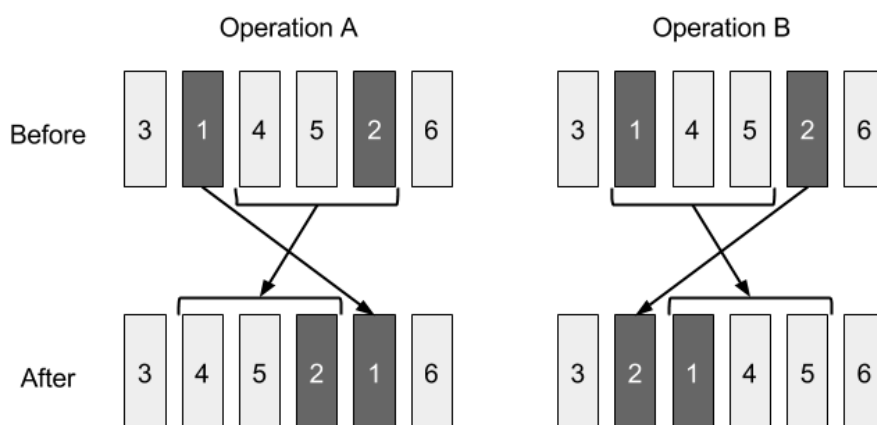 Operation A Operation B
Before 3 1 4 5 2 6 3 1 4 5 2 6
After 3 4 5 2 1 6 3 2 1 4 5 6